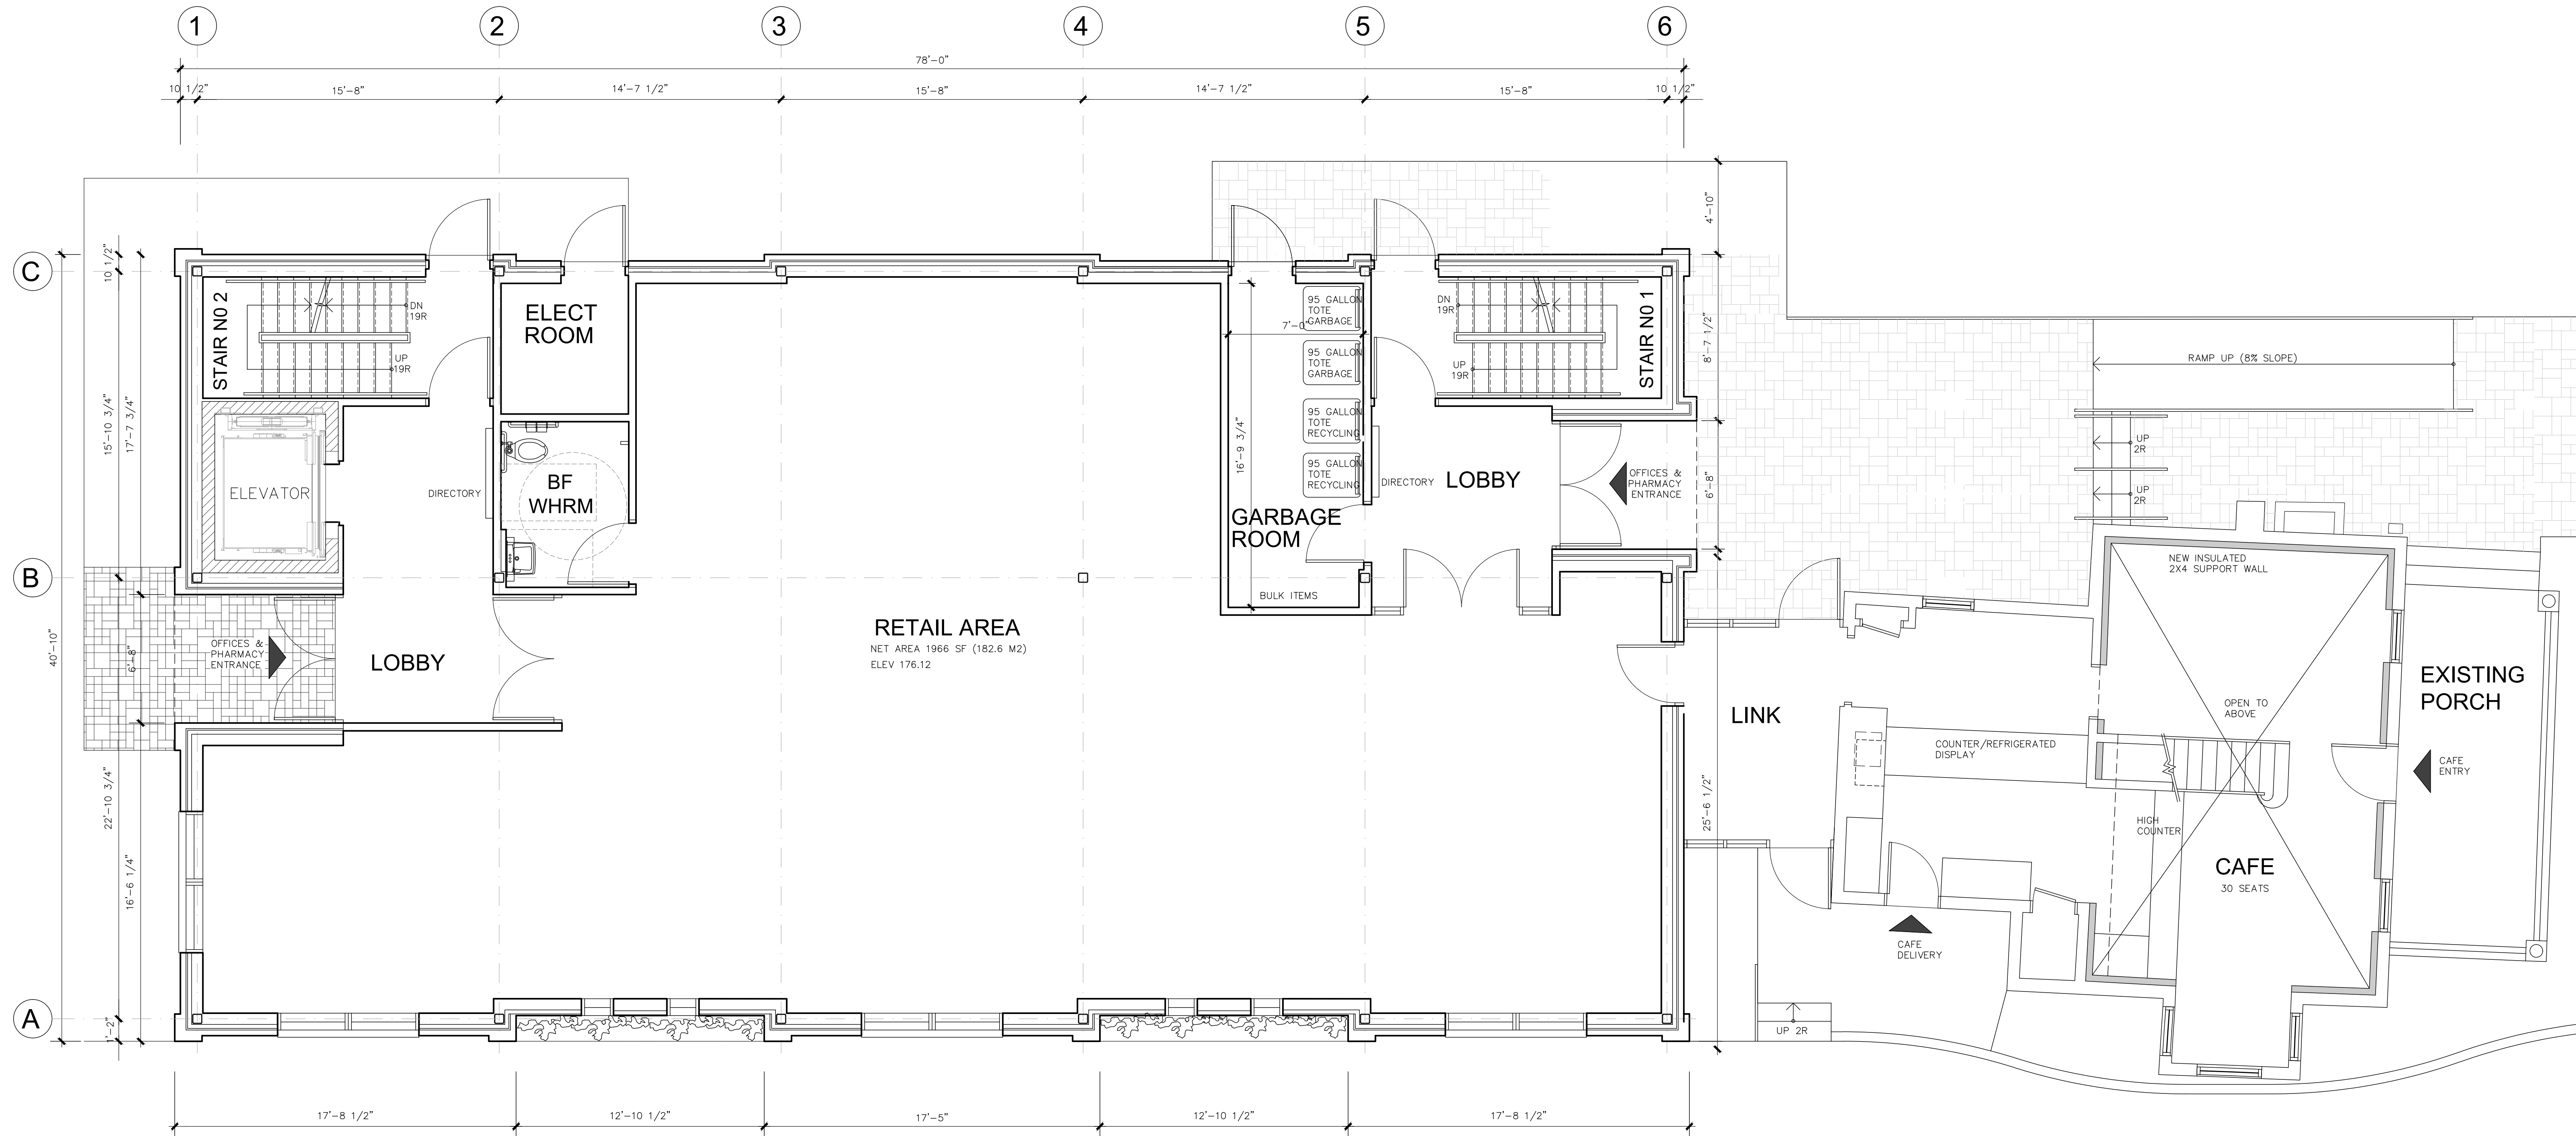 1
2
3
4
5
6
78'-0"
10 1/2"
15'-8"
14'-7 1/2"
15'-8"
14'-7 1/2"
15'-8"
10 1/2"
C
B
A
40'-10"
10 1/2"
15'-10 3/4"
17'-7 3/4"
6'-8"
22'-10 3/4"
16'-6 1/4"
1'-2"
STAIR N0 2
DN
19R
UP
19R
ELECT
ROOM
ELEVATOR
DIRECTORY
BF
WHRM
OFFICES &
PHARMACY
ENTRANCE
LOBBY
RETAIL AREA
NET AREA 1966 SF (182.6 M2)
ELEV 176.12
95 GALLON
TOTE
GARBAGE
7'-0"
95 GALLON
TOTE
GARBAGE
95 GALLON
TOTE
RECYCLING
95 GALLON
TOTE
RECYCLING
16'-9 3/4"
GARBAGE
ROOM
BULK ITEMS
DN
19R
UP
19R
STAIR N0 1
DIRECTORY
LOBBY
OFFICES &
PHARMACY
ENTRANCE
4'-10"
8'-7 1/2"
6'-8"
25'-6 1/2"
RAMP UP (8% SLOPE)
UP
2R
UP
2R
NEW INSULATED
2X4 SUPPORT WALL
LINK
COUNTER/REFRIGERATED
DISPLAY
OPEN TO
ABOVE
EXISTING
PORCH
CAFE
ENTRY
HIGH
COUNTER
CAFE
30 SEATS
CAFE
DELIVERY
UP 2R
17'-8 1/2"
12'-10 1/2"
17'-5"
12'-10 1/2"
17'-8 1/2"